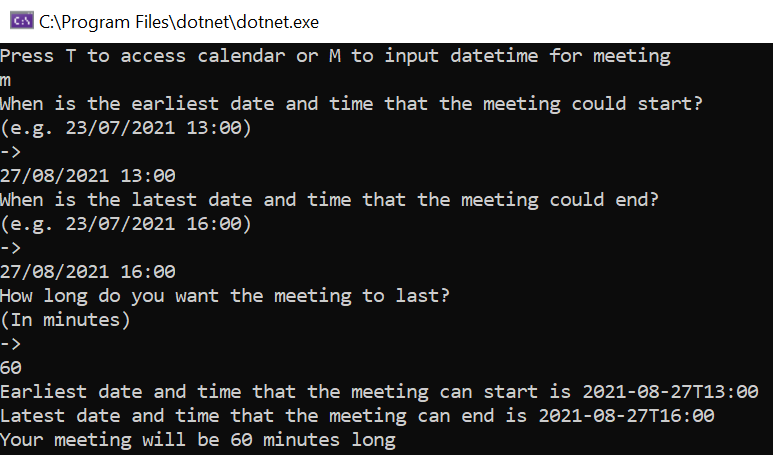 C:\Program Files\dotnet\dotnet.exe
Press T to access calendar or M to input datetime for meeting
m
When is the earliest date and time that the meeting could start?
(e.g. 23/07/2021 13:00)
->
27/08/2021 13:00
When is the latest date and time that the meeting could end?
(e.g. 23/07/2021 16:00)
->
27/08/2021 16:00
How long do you want the meeting to last?
(In minutes)
->
60
Earliest date and time that the meeting can start is 2021-08-27T13:00
Latest date and time that the meeting can end is 2021-08-27T16:00
Your meeting will be 60 minutes long